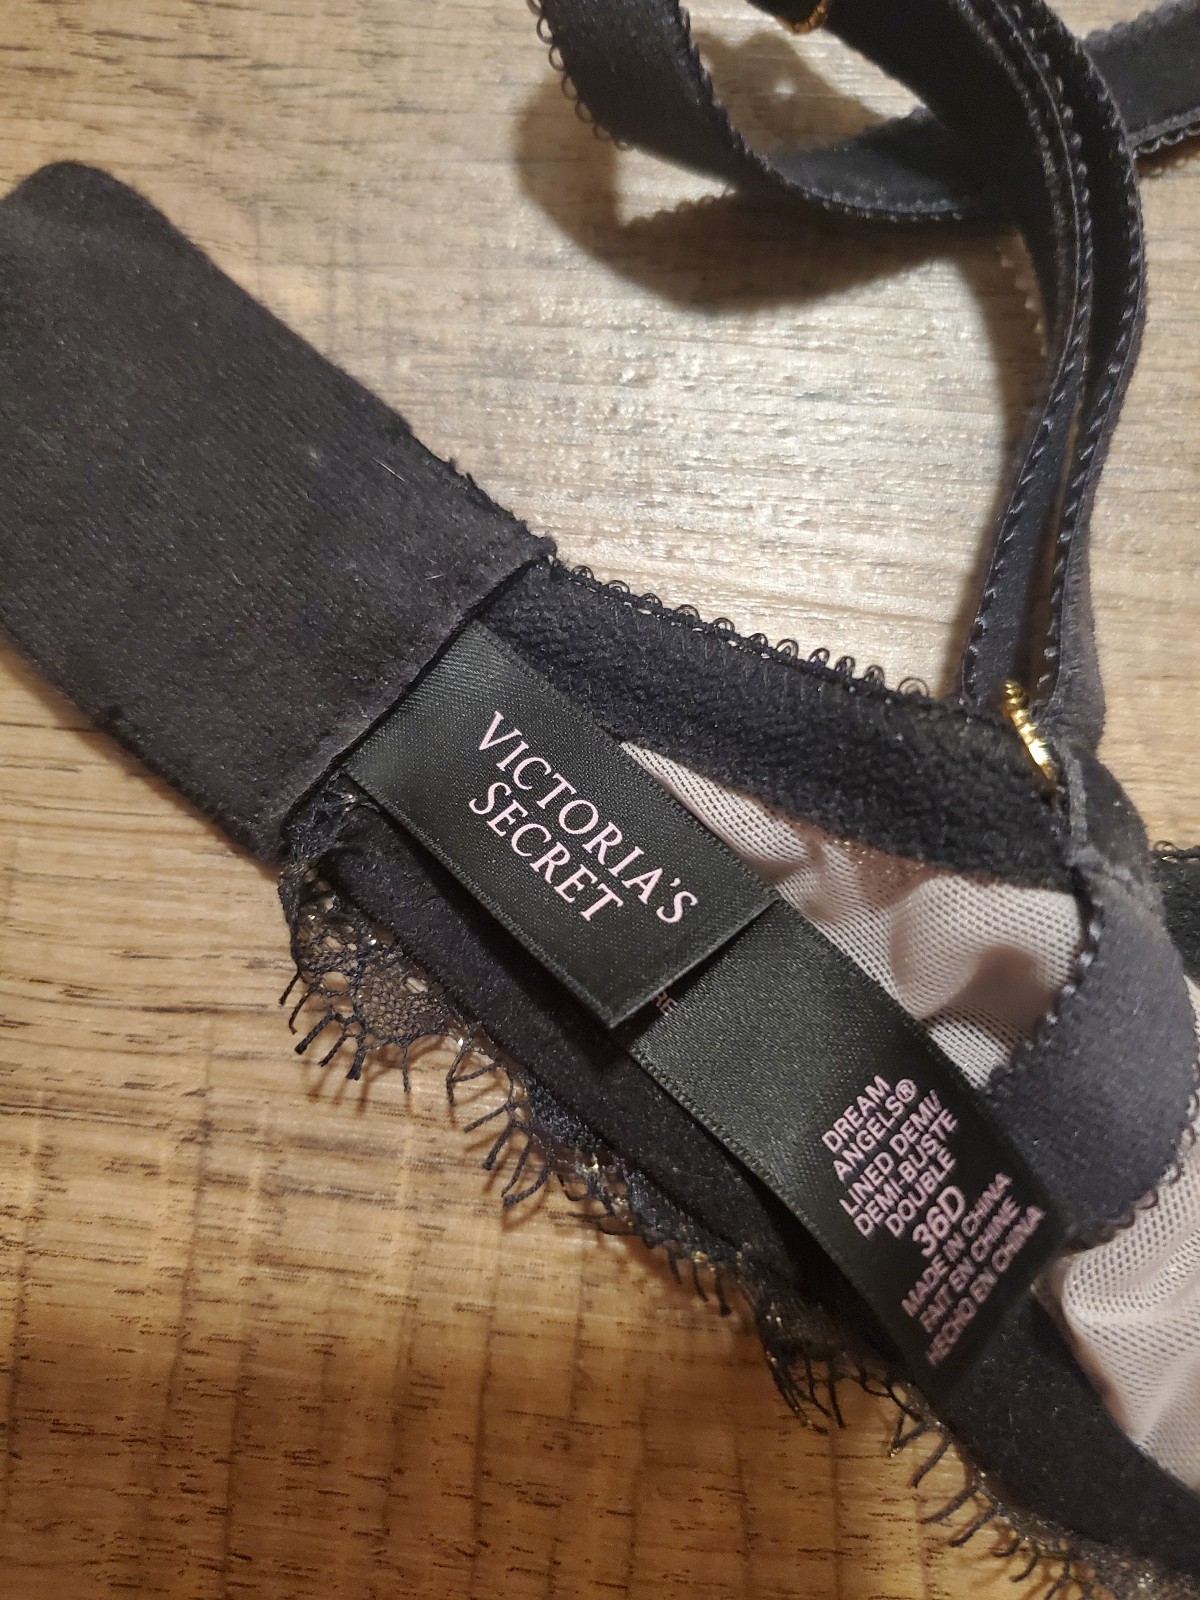 VICTORIA'S
SECRET
DREAM
ANGELS®
LINED DEMI/
DEMI-BUSTE
DOUBLE
36D
MADE IN CHINA
FAIT EN CHINE
HECHO EN CHINA